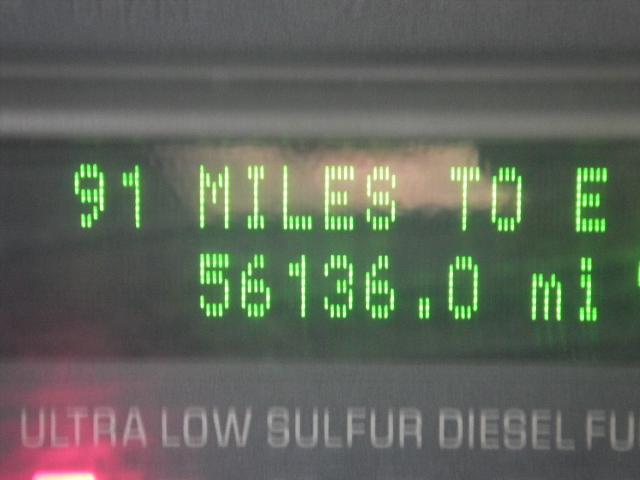 91 MILES TO E
56136.0 mi
ULTRA LOW SULFUR DIESEL FU